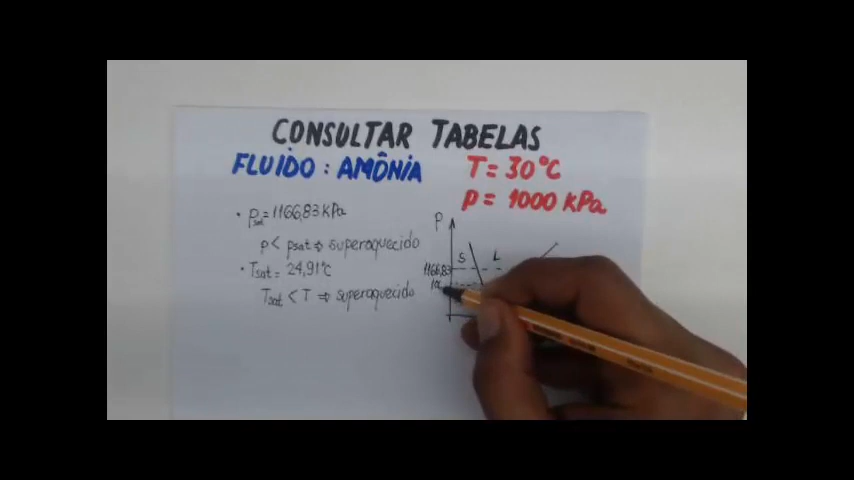 CONSULTAR TABELAS
FLUIDO : AMÔNIA
T = 30°C
p = 1000 kPa
• psat = 1166,83 kPa
p < psat ⇒ superaquecido
• Tsat = 24,91°C
Tsat < T ⇒ superaquecido
P
S L
1166,83